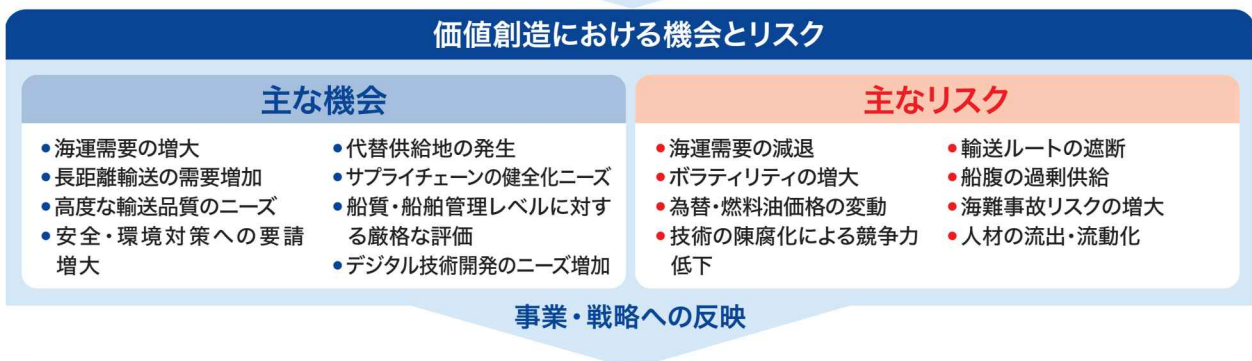 価値創造における機会とリスク
主な機会
●海運需要の増大
●長距離輸送の需要増加
●高度な輸送品質のニーズ
●安全・環境対策への要請
増大
●代替供給地の発生
●サプライチェーンの健全化ニーズ
●船質・船舶管理レベルに対す
る厳格な評価
●デジタル技術開発のニーズ増加
主なリスク
●海運需要の減退
●ボラティリティの増大
●為替・燃料油価格の変動
●技術の陳腐化による競争力
低下
●輸送ルートの遮断
●船腹の過剰供給
●海難事故リスクの増大
●人材の流出・流動化
事業・戦略への反映